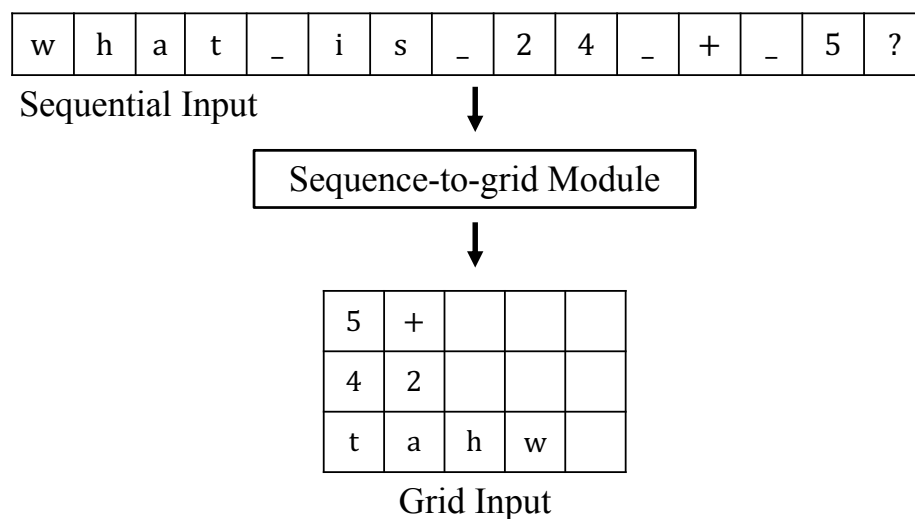 w h a t _ i s _ 2 4 _ + _ 5 ?
Sequential Input
Sequence-to-grid Module
5 +
4 2
t a h w
Grid Input